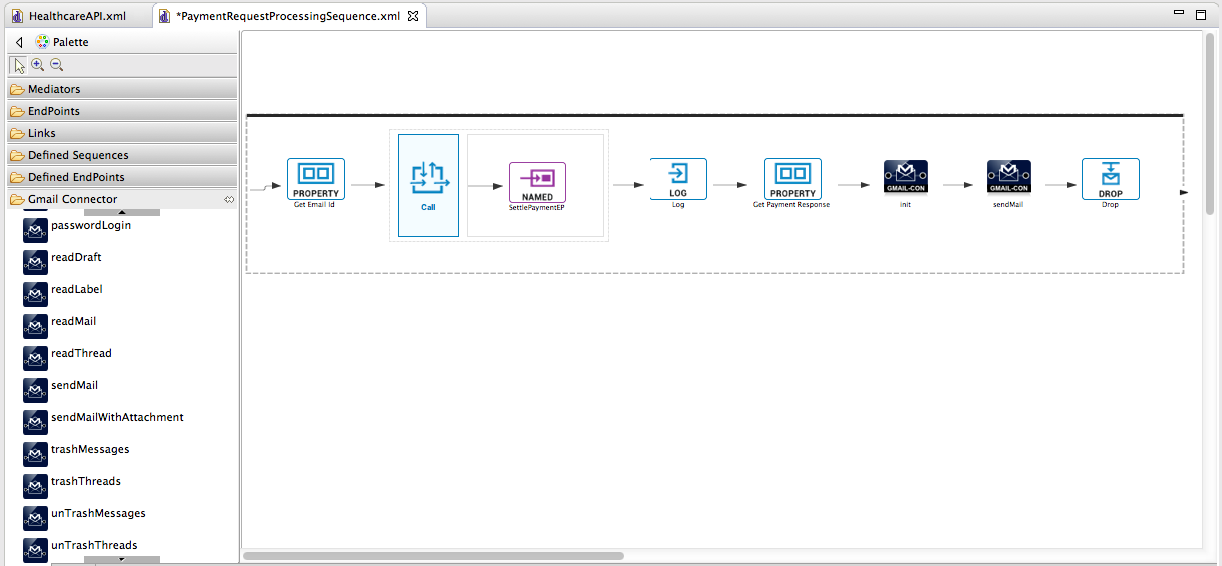 HealthcareAPI.xml
*PaymentRequestProcessingSequence.xml
Palette
Mediators
EndPoints
Links
Defined Sequences
Defined EndPoints
Gmail Connector
passwordLogin
readDraft
readLabel
readMail
readThread
sendMail
sendMailWithAttachment
trashMessages
trashThreads
unTrashMessages
unTrashThreads
PROPERTY
Get Email Id
Call
NAMED
SettlePaymentEP
LOG
Log
PROPERTY
Get Payment Response
GMAIL-CON
init
GMAIL-CON
sendMail
DROP
Drop